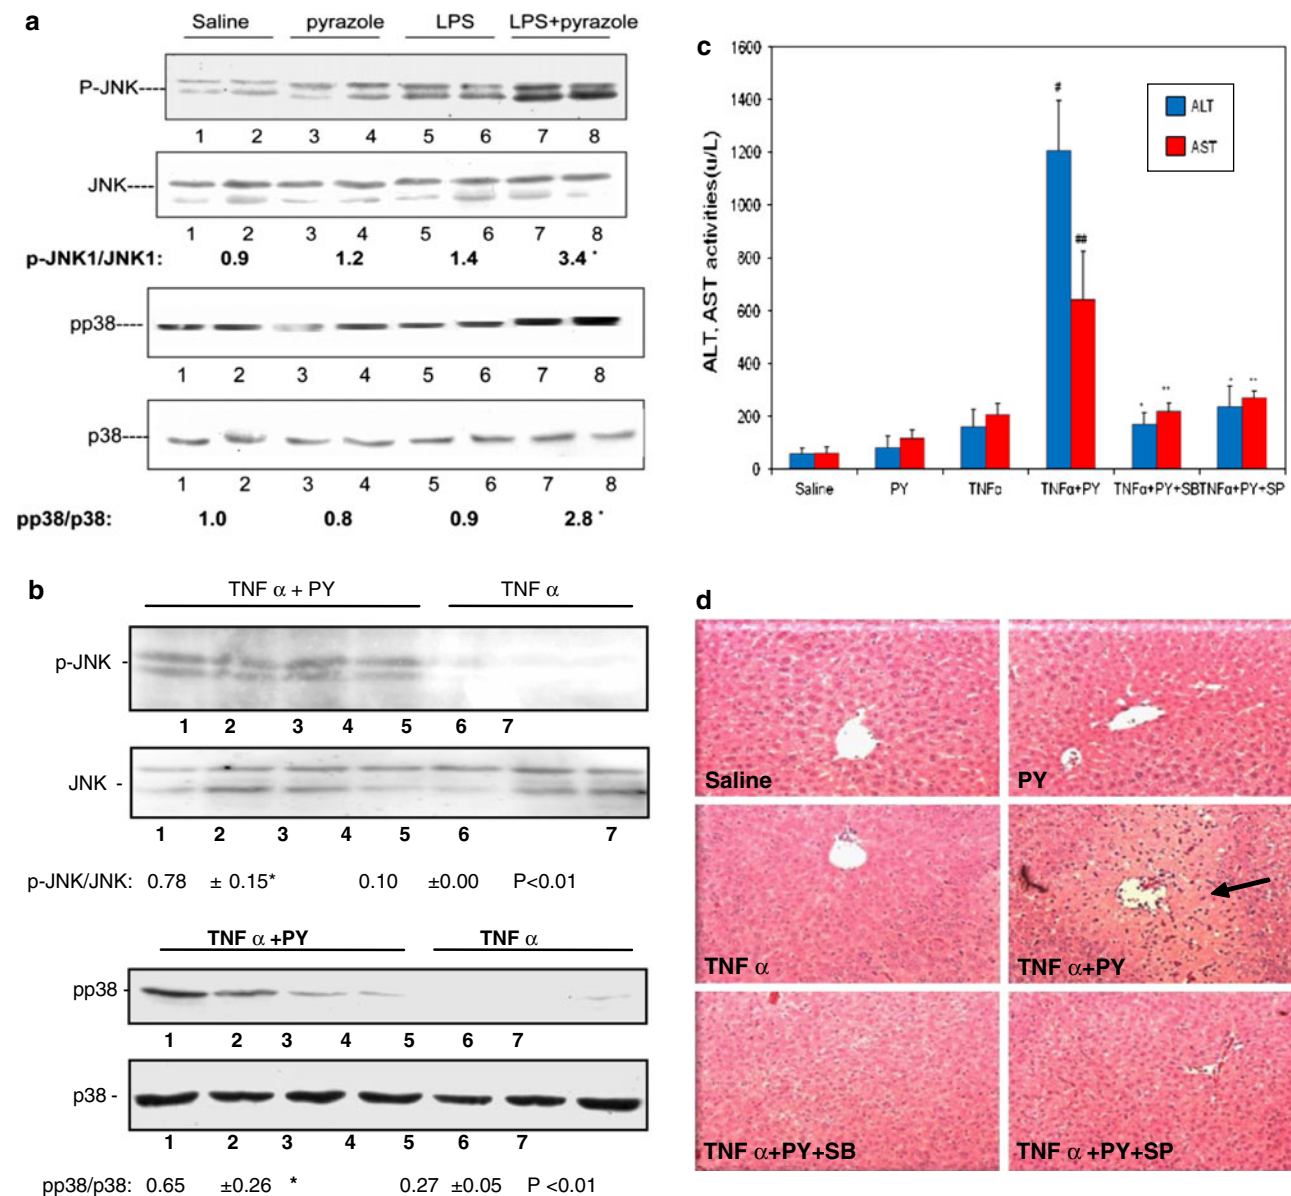 a
Saline pyrazole LPS LPS+pyrazole
P-JNK----
1 2 3 4 5 6 7 8
JNK----
1 2 3 4 5 6 7 8
p-JNK1/JNK1: 0.9 1.2 1.4 3.4 *
pp38----
1 2 3 4 5 6 7 8
p38----
1 2 3 4 5 6 7 8
pp38/p38: 1.0 0.8 0.9 2.8 *
b
TNF α + PY TNF α
p-JNK -
1 2 3 4 5 6 7
JNK -
1 2 3 4 5 6 7
p-JNK/JNK: 0.78 ± 0.15* 0.10 ±0.00 P<0.01
TNF α +PY TNF α
pp38 -
1 2 3 4 5 6 7
p38 -
1 2 3 4 5 6 7
pp38/p38: 0.65 ±0.26 * 0.27 ±0.05 P <0.01
c
ALT, AST activities(u/L)
1600
1400
1200
1000
800
600
400
200
0
ALT
AST
#
##
* ** * **
Saline PY TNFα TNFα+PY TNFα+PY+SB TNFα+PY+SP
d
Saline PY
TNF α TNF α+PY
TNF α+PY+SB TNF α +PY+SP